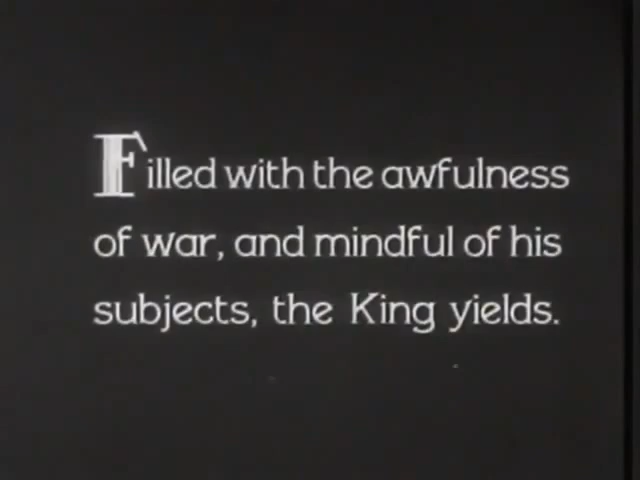 Filled with the awfulness
of war, and mindful of his
subjects, the King yields.